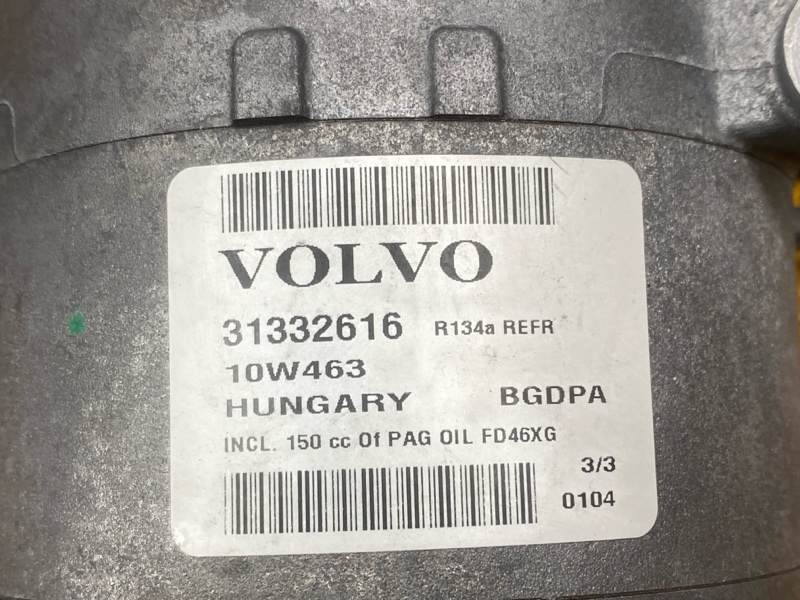 VOLVO
31332616 R134a REFR
10W463
HUNGARY BGDPA
INCL. 150 cc Of PAG OIL FD46XG
3/3
0104